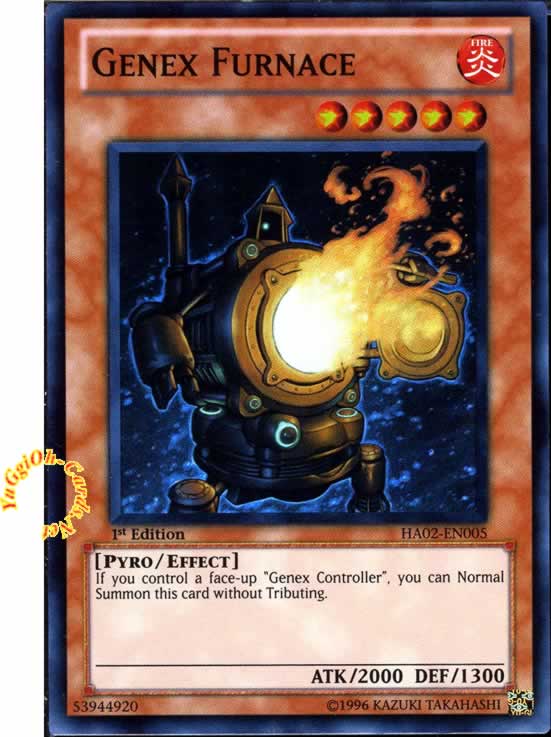 GENEX FURNACE
FIRE
炎
1st Edition
HA02-EN005
YuGgiOh-Cards.Net
[PYRO/EFFECT]
If you control a face-up "Genex Controller", you can Normal
Summon this card without Tributing.
ATK/2000 DEF/1300
53944920
©1996 KAZUKI TAKAHASHI